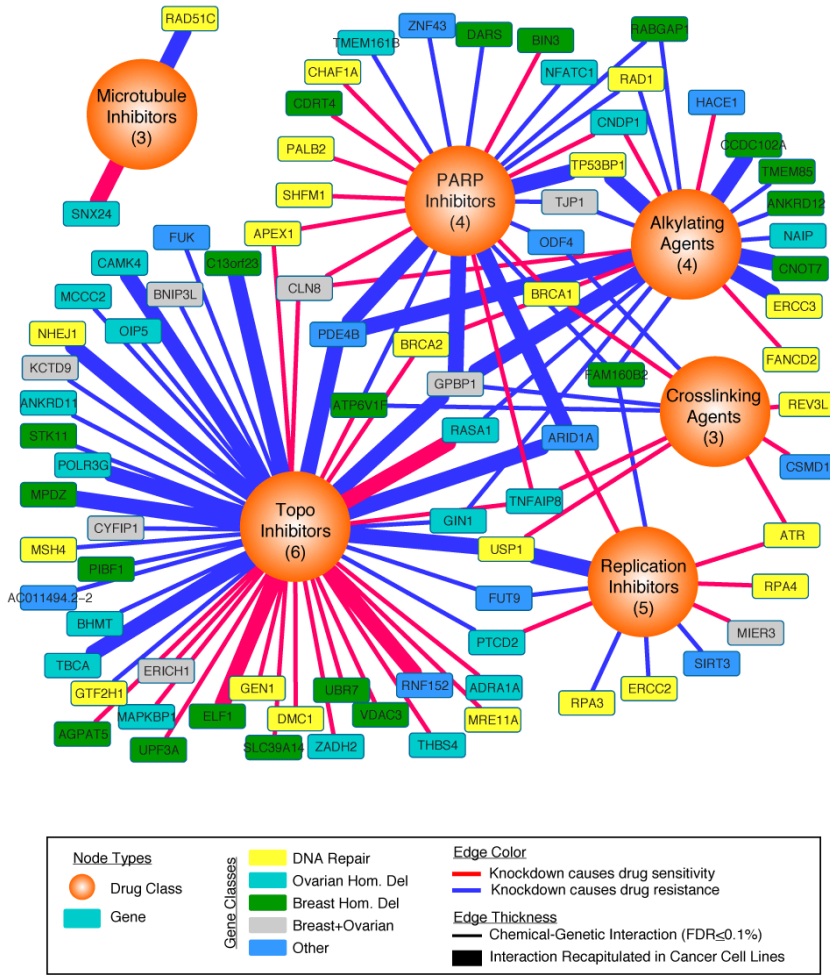 RAD51C
ZNF43
DARS
RABGAP1
TMEM161B
BIN3
CHAF1A
NFATC1
RAD1
CDRT4
HACE1
Microtubule
Inhibitors
(3)
CNDP1
CCDC102A
PALB2
TP53BP1
TMEM85
PARP
Inhibitors
(4)
SHFM1
TJP1
ANKRD12
SNX24
Alkylating
Agents
(4)
FUK
APEX1
ODF4
NAIP
CAMK4
C13orf23
CNOT7
MCCC2
BNIP3L
CLN8
BRCA1
ERCC3
NHEJ1
OIP5
PDE4B
BRCA2
FANCD2
KCTD9
GPBP1
FAM160B2
ANKRD11
ATP6V1F
Crosslinking
Agents
(3)
REV3L
STK11
RASA1
ARID1A
POLR3G
CSMD1
MPDZ
TNFAIP8
Topo
Inhibitors
(6)
CYFIP1
GIN1
ATR
MSH4
USP1
PIBF1
Replication
Inhibitors
(5)
RPA4
AC011494.2-2
FUT9
BHMT
PTCD2
MIER3
TBCA
ERICH1
SIRT3
GTF2H1
GEN1
UBR7
RNF152
ADRA1A
ERCC2
RPA3
MAPKBP1
ELF1
DMC1
VDAC3
MRE11A
AGPAT5
UPF3A
SLC39A14
ZADH2
THBS4
Node Types
Drug Class
Gene
Gene Classes
DNA Repair
Ovarian Hom. Del
Breast Hom. Del
Breast+Ovarian
Other
Edge Color
Knockdown causes drug sensitivity
Knockdown causes drug resistance
Edge Thickness
Chemical-Genetic Interaction (FDR≤0.1%)
Interaction Recapitulated in Cancer Cell Lines